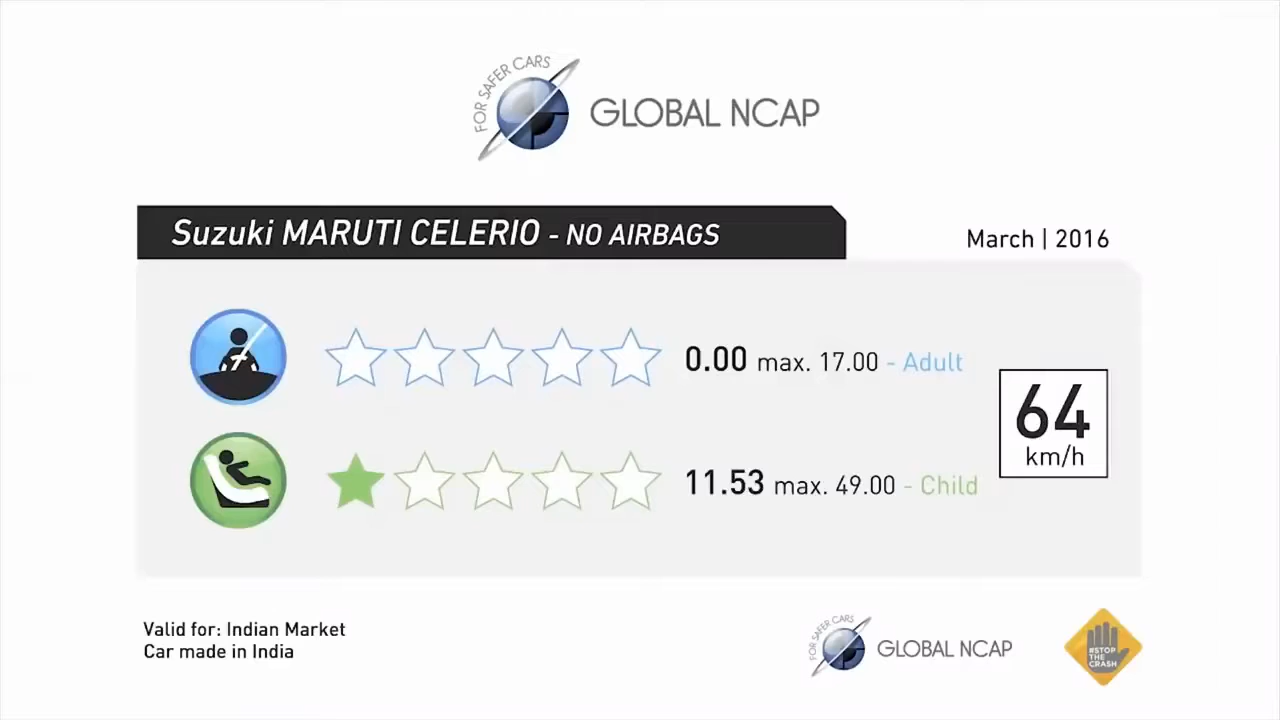 FOR SAFER CARS
GLOBAL NCAP
Suzuki MARUTI CELERIO - NO AIRBAGS
March | 2016
0.00 max. 17.00 - Adult
11.53 max. 49.00 - Child
64
km/h
Valid for: Indian Market
Car made in India
FOR SAFER CARS
GLOBAL NCAP
#STOP
THE
CRASH